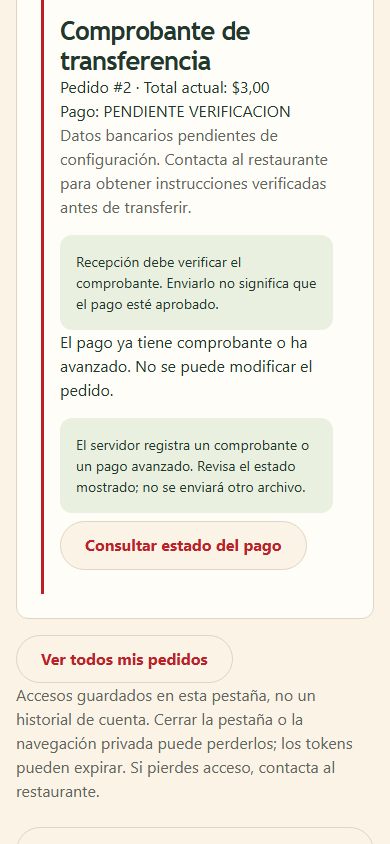 Comprobante de
transferencia
Pedido #2 · Total actual: $3,00
Pago: PENDIENTE VERIFICACION
Datos bancarios pendientes de
configuración. Contacta al restaurante
para obtener instrucciones verificadas
antes de transferir.
Recepción debe verificar el
comprobante. Enviarlo no significa que
el pago esté aprobado.
El pago ya tiene comprobante o ha
avanzado. No se puede modificar el
pedido.
El servidor registra un comprobante o
un pago avanzado. Revisa el estado
mostrado; no se enviará otro archivo.
Consultar estado del pago
Ver todos mis pedidos
Accesos guardados en esta pestaña, no un
historial de cuenta. Cerrar la pestaña o la
navegación privada puede perderlos; los tokens
pueden expirar. Si pierdes acceso, contacta al
restaurante.